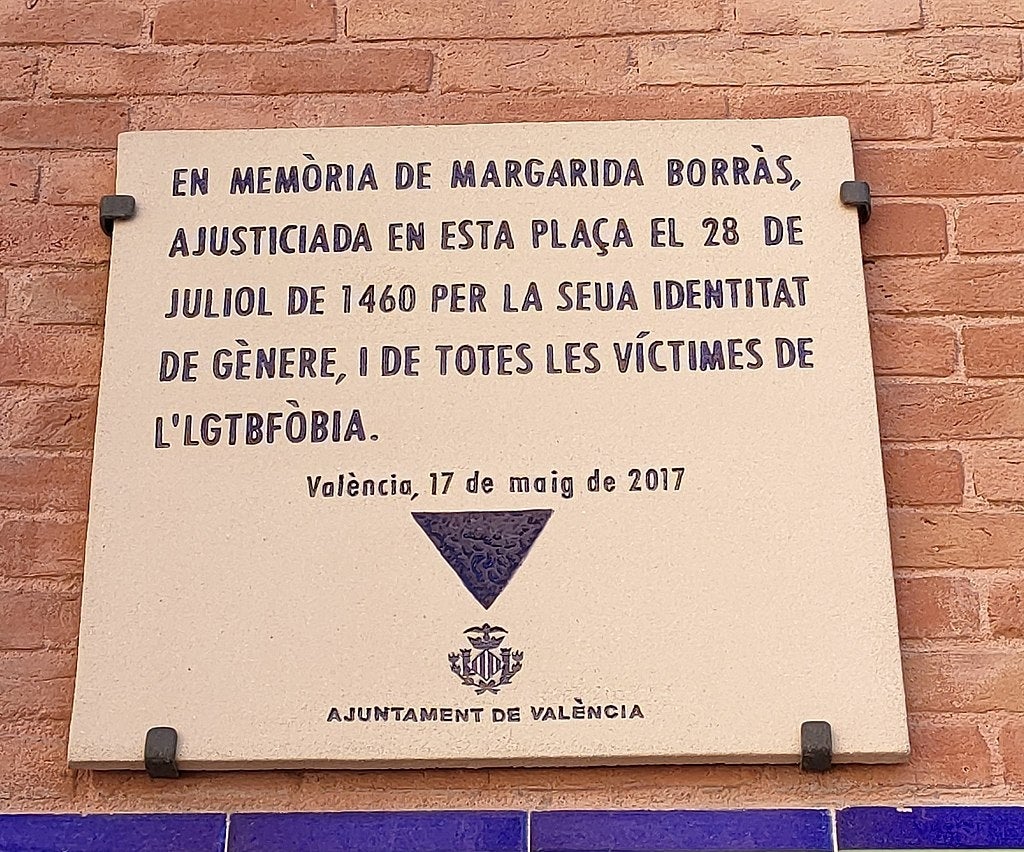 EN MEMÒRIA DE MARGARIDA BORRÀS,
AJUSTICIADA EN ESTA PLAÇA EL 28 DE
JULIOL DE 1460 PER LA SEUA IDENTITAT
DE GÈNERE, I DE TOTES LES VÍCTIMES DE
L'LGTBFÒBIA.
València, 17 de maig de 2017
AJUNTAMENT DE VALÈNCIA